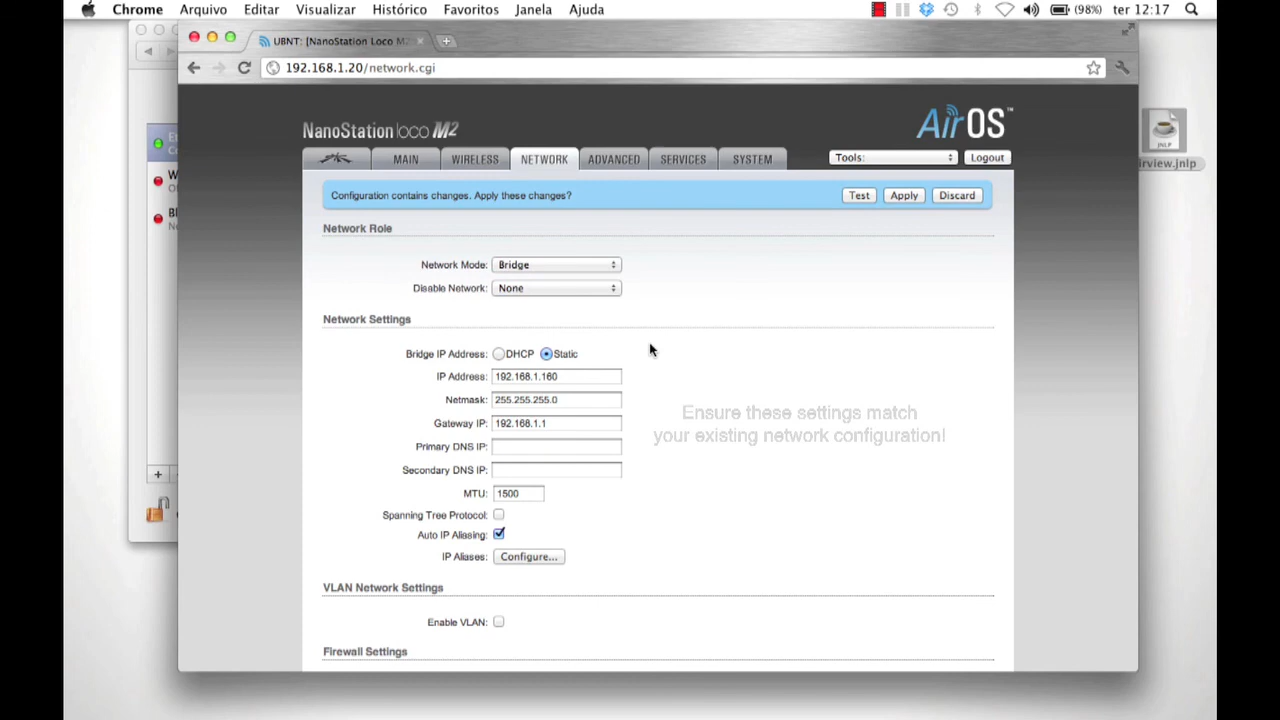 Chrome Arquivo Editar Visualizar Histórico Favoritos Janela Ajuda (98%) ter 12:17
UBNT: [NanoStation Loco M2
192.168.1.20/network.cgi
NanoStation loco M2
AirOS™
MAIN WIRELESS NETWORK ADVANCED SERVICES SYSTEM Tools: Logout
Configuration contains changes. Apply these changes? Test Apply Discard
Network Role
Network Mode: Bridge
Disable Network: None
Network Settings
Bridge IP Address: DHCP Static
IP Address: 192.168.1.160
Netmask: 255.255.255.0
Gateway IP: 192.168.1.1
Primary DNS IP:
Secondary DNS IP:
MTU: 1500
Spanning Tree Protocol:
Auto IP Aliasing:
IP Aliases: Configure...
Ensure these settings match
your existing network configuration!
VLAN Network Settings
Enable VLAN:
Firewall Settings
JNLP
irview.jnlp